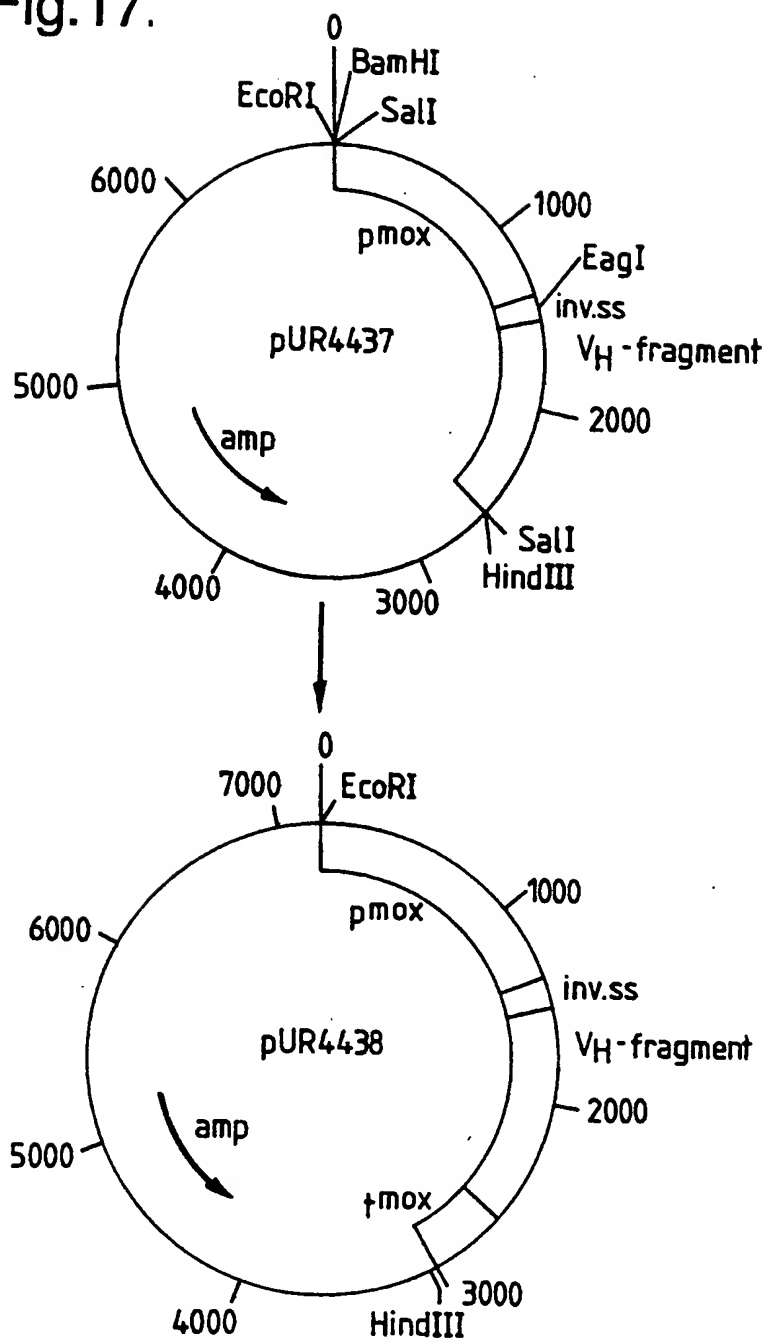 Fig.17.
0
BamHI
EcoRI
SalI
6000
1000
pmox
EagI
inv.ss
pUR4437
VH-fragment
5000
2000
amp
SalI
HindIII
4000
3000
0
7000
EcoRI
1000
pmox
6000
inv.ss
pUR4438
VH-fragment
2000
amp
5000
tmox
3000
4000
HindIII